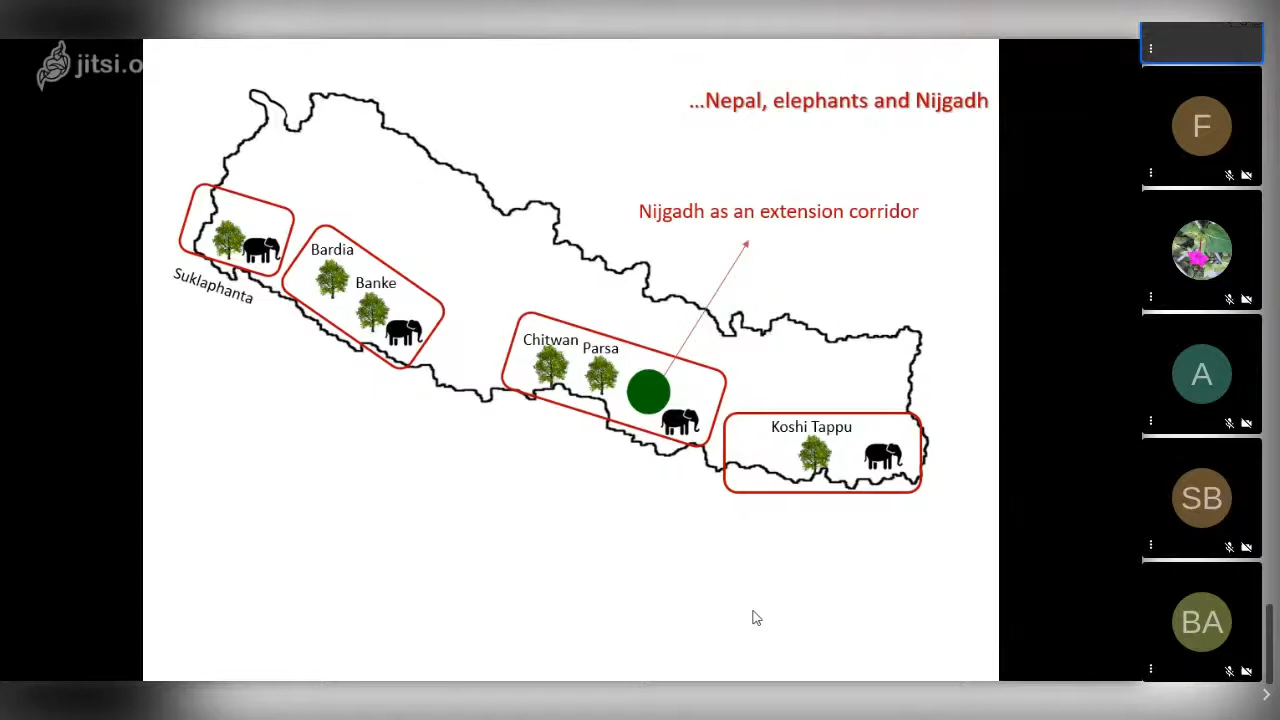 jitsi.o
...Nepal, elephants and Nijgadh
Nijgadh as an extension corridor
Suklaphanta
Bardia
Banke
Chitwan
Parsa
Koshi Tappu
F
A
SB
BA